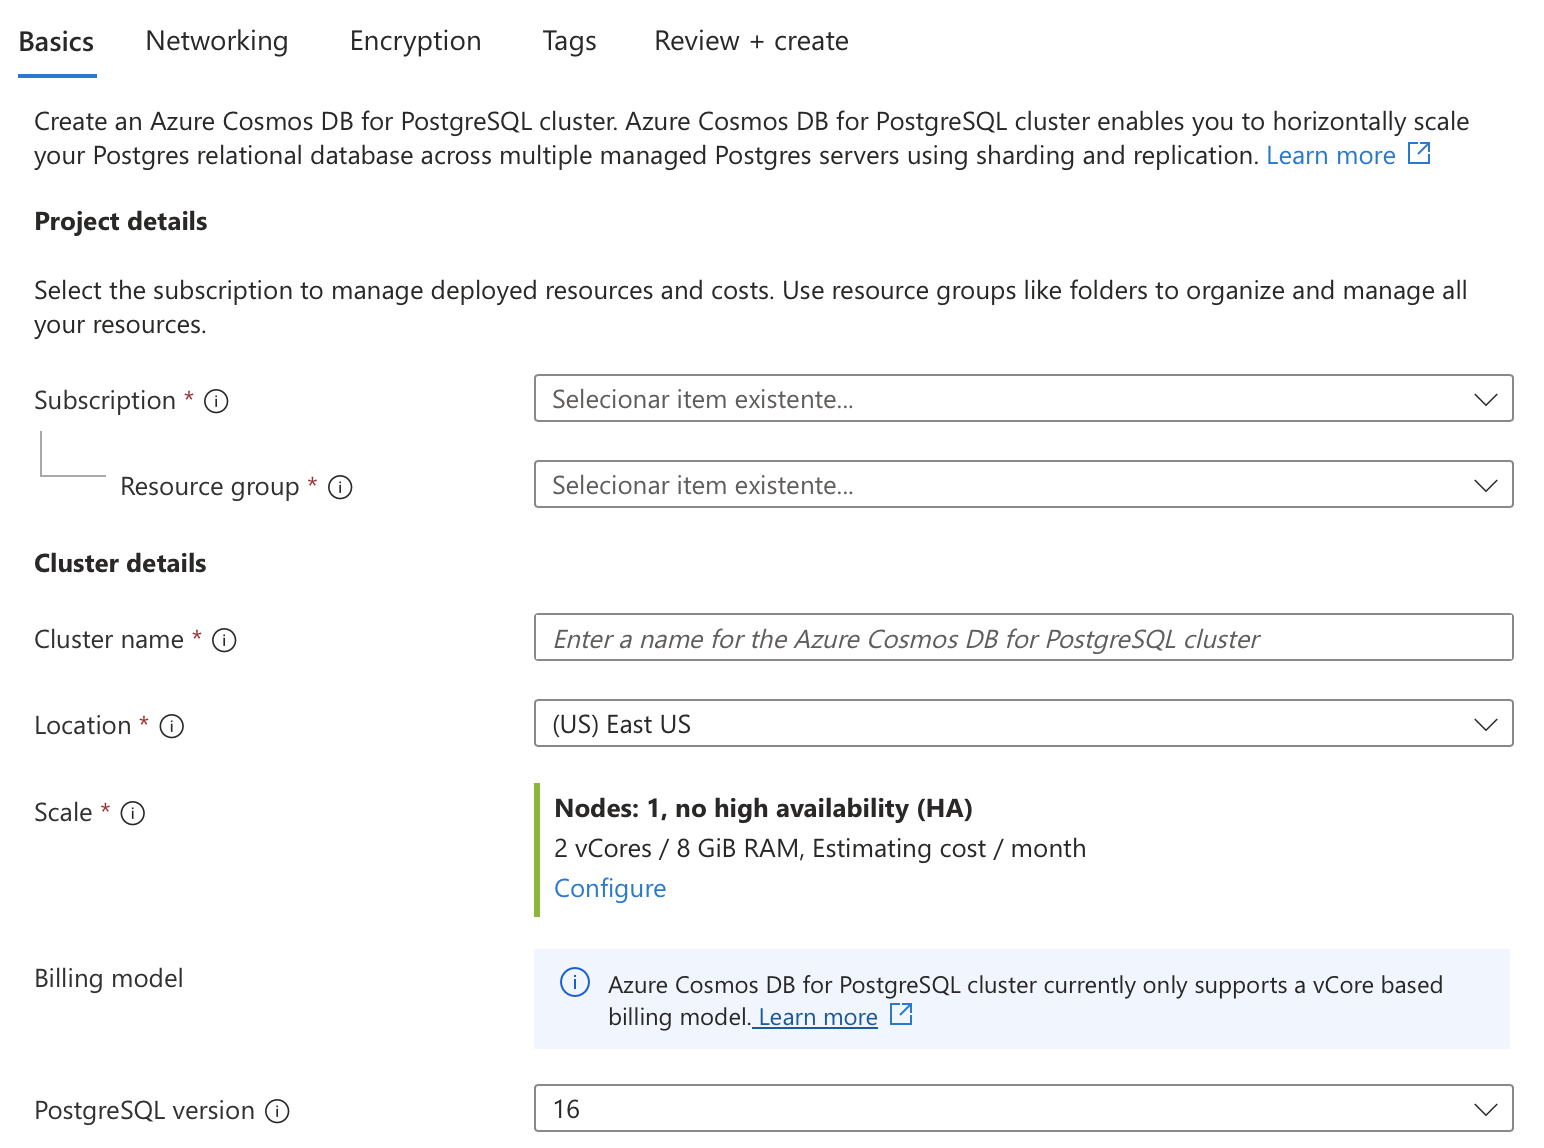 Basics Networking Encryption Tags Review + create
Create an Azure Cosmos DB for PostgreSQL cluster. Azure Cosmos DB for PostgreSQL cluster enables you to horizontally scale
your Postgres relational database across multiple managed Postgres servers using sharding and replication. Learn more
Project details
Select the subscription to manage deployed resources and costs. Use resource groups like folders to organize and manage all
your resources.
Subscription * Selecionar item existente...
Resource group * Selecionar item existente...
Cluster details
Cluster name * Enter a name for the Azure Cosmos DB for PostgreSQL cluster
Location * (US) East US
Scale * Nodes: 1, no high availability (HA)
2 vCores / 8 GiB RAM, Estimating cost / month
Configure
Billing model Azure Cosmos DB for PostgreSQL cluster currently only supports a vCore based
billing model. Learn more
PostgreSQL version 16